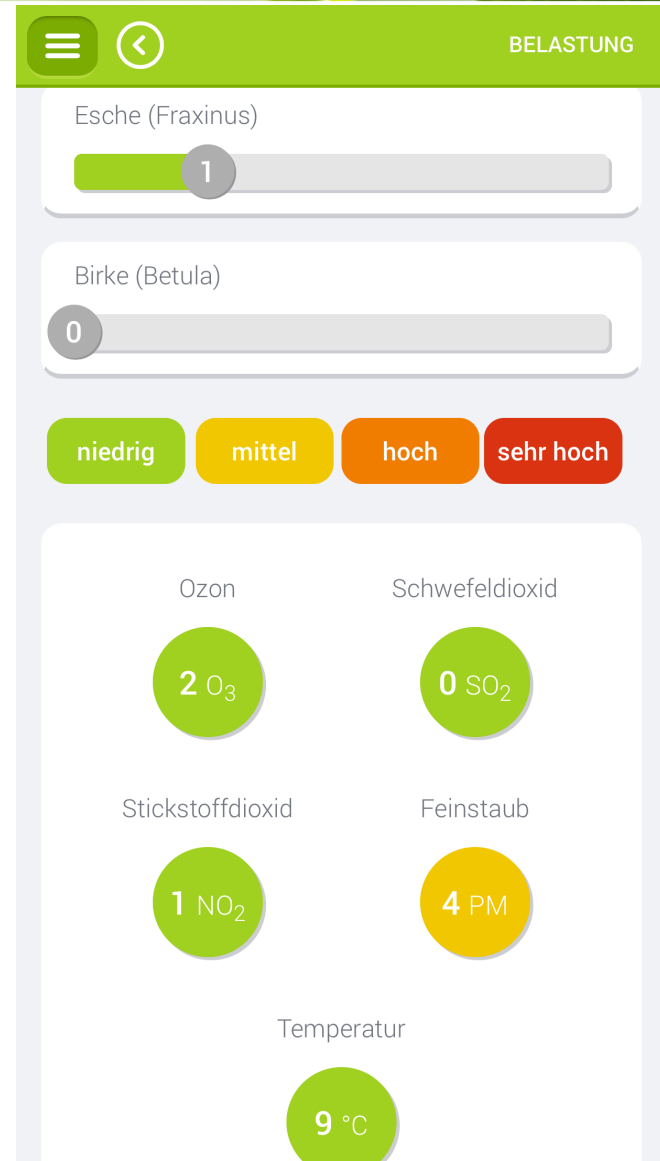 BELASTUNG
Esche (Fraxinus)
1
Birke (Betula)
0
niedrig mittel hoch sehr hoch
Ozon Schwefeldioxid
2 O₃ 0 SO₂
Stickstoffdioxid Feinstaub
1 NO₂ 4 PM
Temperatur
9 °C